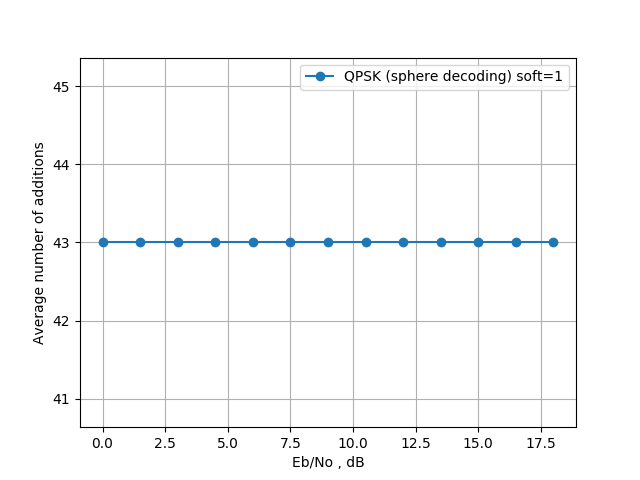 QPSK (sphere decoding) soft=1
45
44
43
42
41
Average number of additions
0.0 2.5 5.0 7.5 10.0 12.5 15.0 17.5
Eb/No , dB